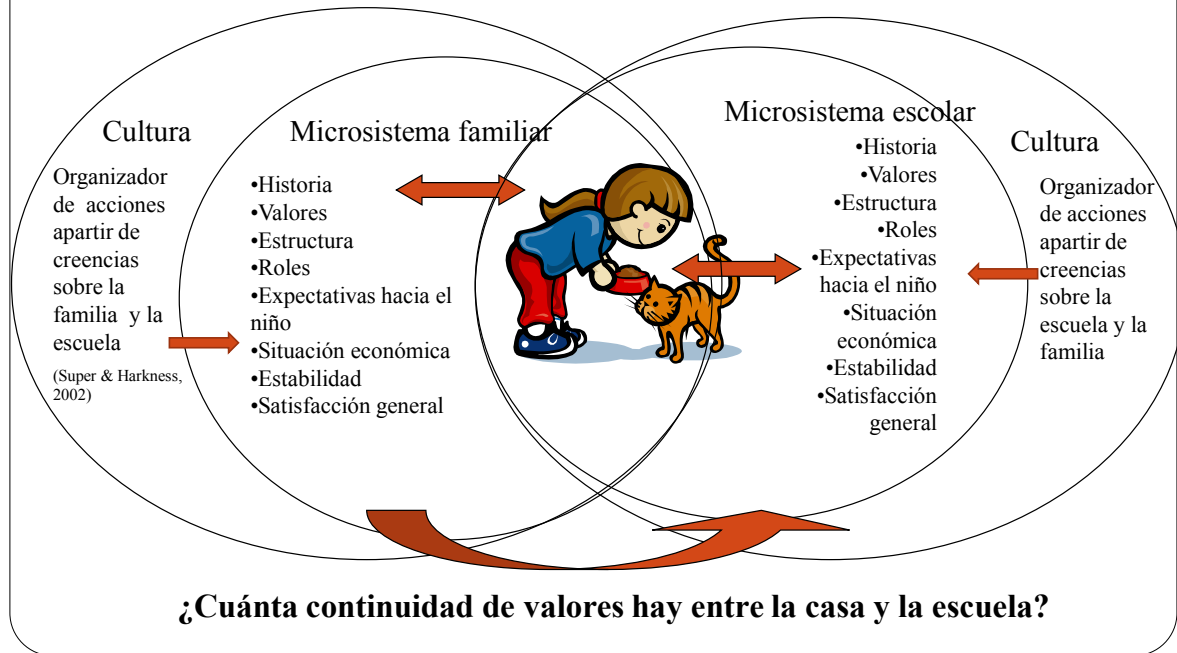 Cultura
Organizador
de acciones
apartir de
creencias
sobre la
familia y la
escuela
(Super & Harkness,
2002)
Microsistema familiar
•Historia
•Valores
•Estructura
•Roles
•Expectativas hacia el
niño
•Situación económica
•Estabilidad
•Satisfacción general
Microsistema escolar
•Historia
•Valores
•Estructura
•Roles
•Expectativas
hacia el niño
•Situación
económica
•Estabilidad
•Satisfacción
general
Cultura
Organizador
de acciones
apartir de
creencias
sobre la
escuela y la
familia
¿Cuánta continuidad de valores hay entre la casa y la escuela?